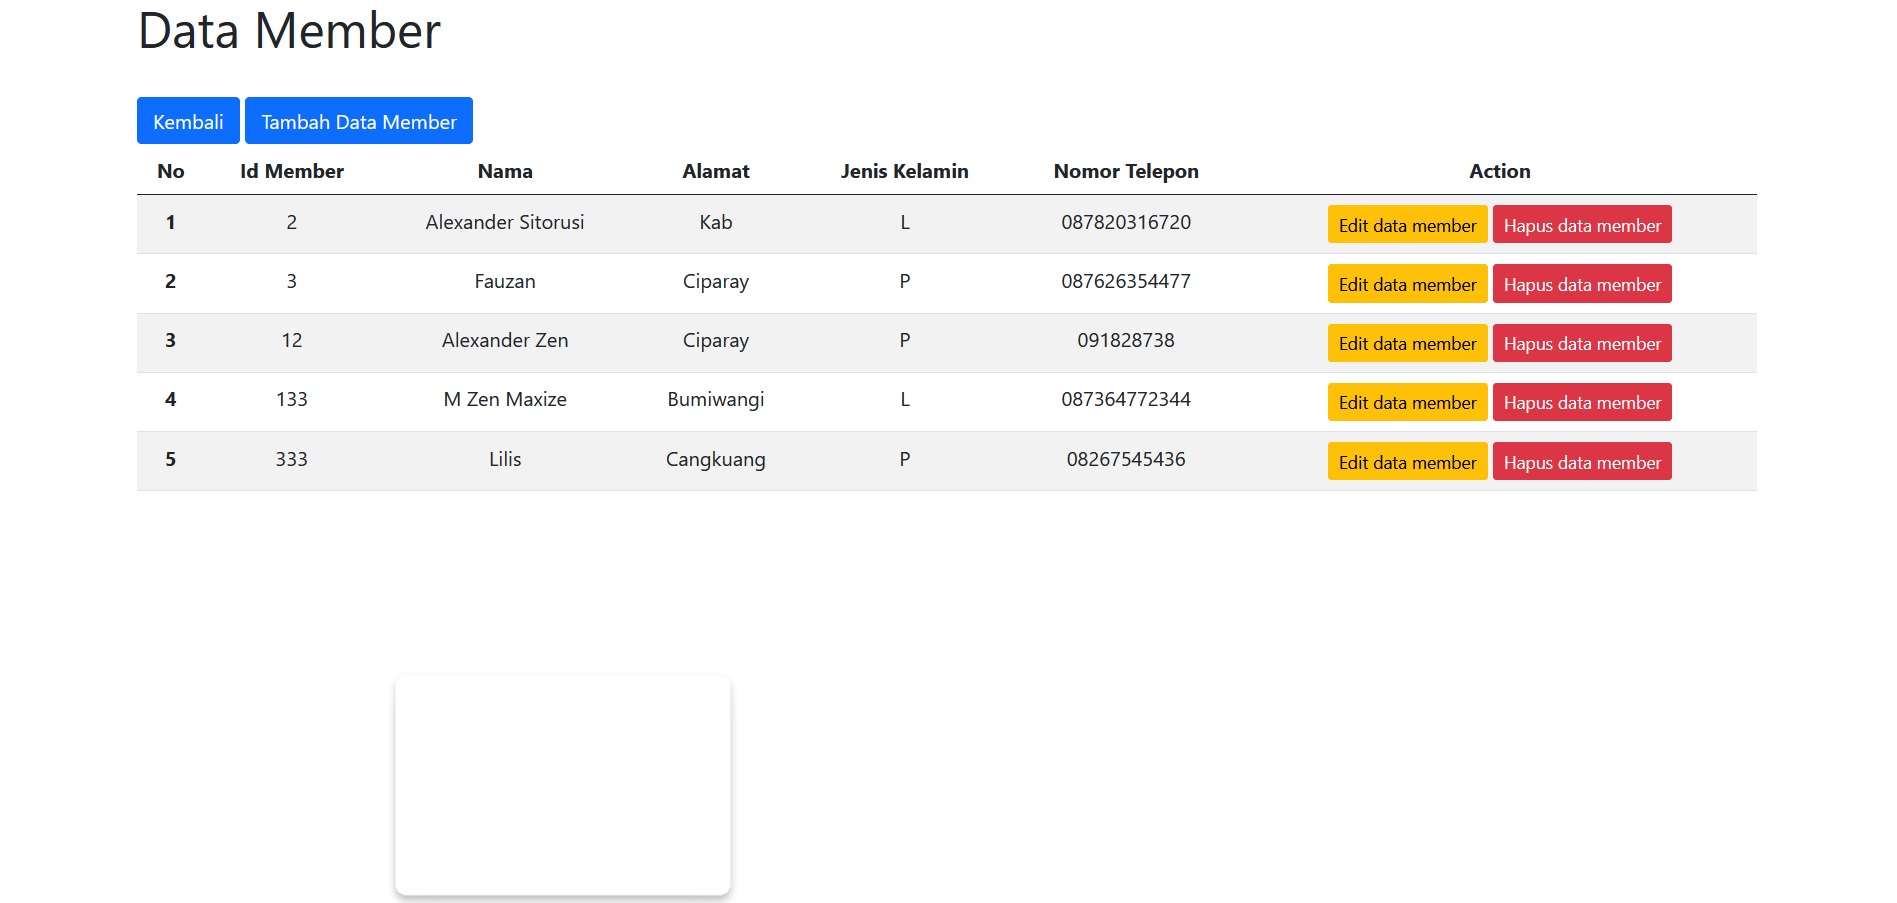 Data Member
Kembali Tambah Data Member
No Id Member Nama Alamat Jenis Kelamin Nomor Telepon Action
1 2 Alexander Sitorusi Kab L 087820316720 Edit data member Hapus data member
2 3 Fauzan Ciparay P 087626354477 Edit data member Hapus data member
3 12 Alexander Zen Ciparay P 091828738 Edit data member Hapus data member
4 133 M Zen Maxize Bumiwangi L 087364772344 Edit data member Hapus data member
5 333 Lilis Cangkuang P 08267545436 Edit data member Hapus data member